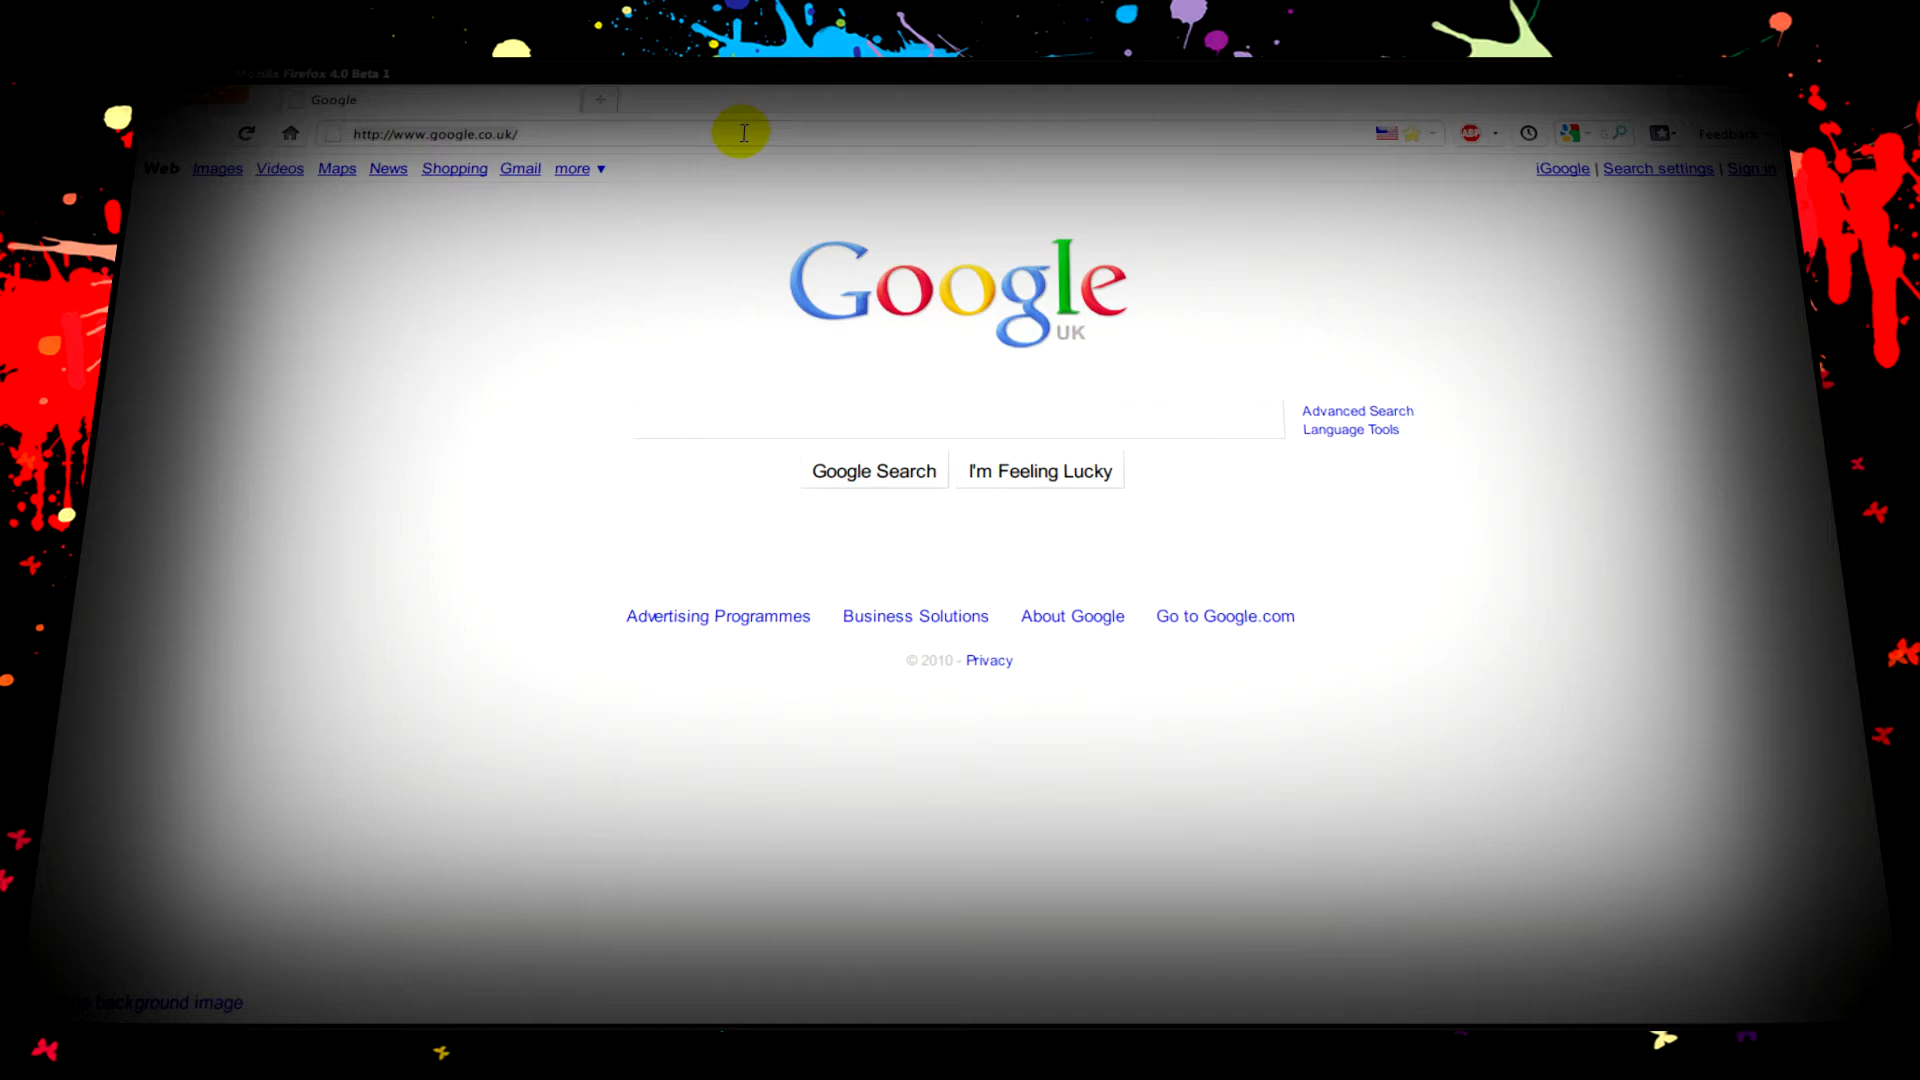 Mozilla Firefox 4.0 Beta 1
Google
http://www.google.co.uk/
ABP
Feedback
Web Images Videos Maps News Shopping Gmail more ▼
iGoogle | Search settings | Sign in
Google
UK
Advanced Search
Language Tools
Google Search
I'm Feeling Lucky
Advertising Programmes Business Solutions About Google Go to Google.com
© 2010 - Privacy
background image